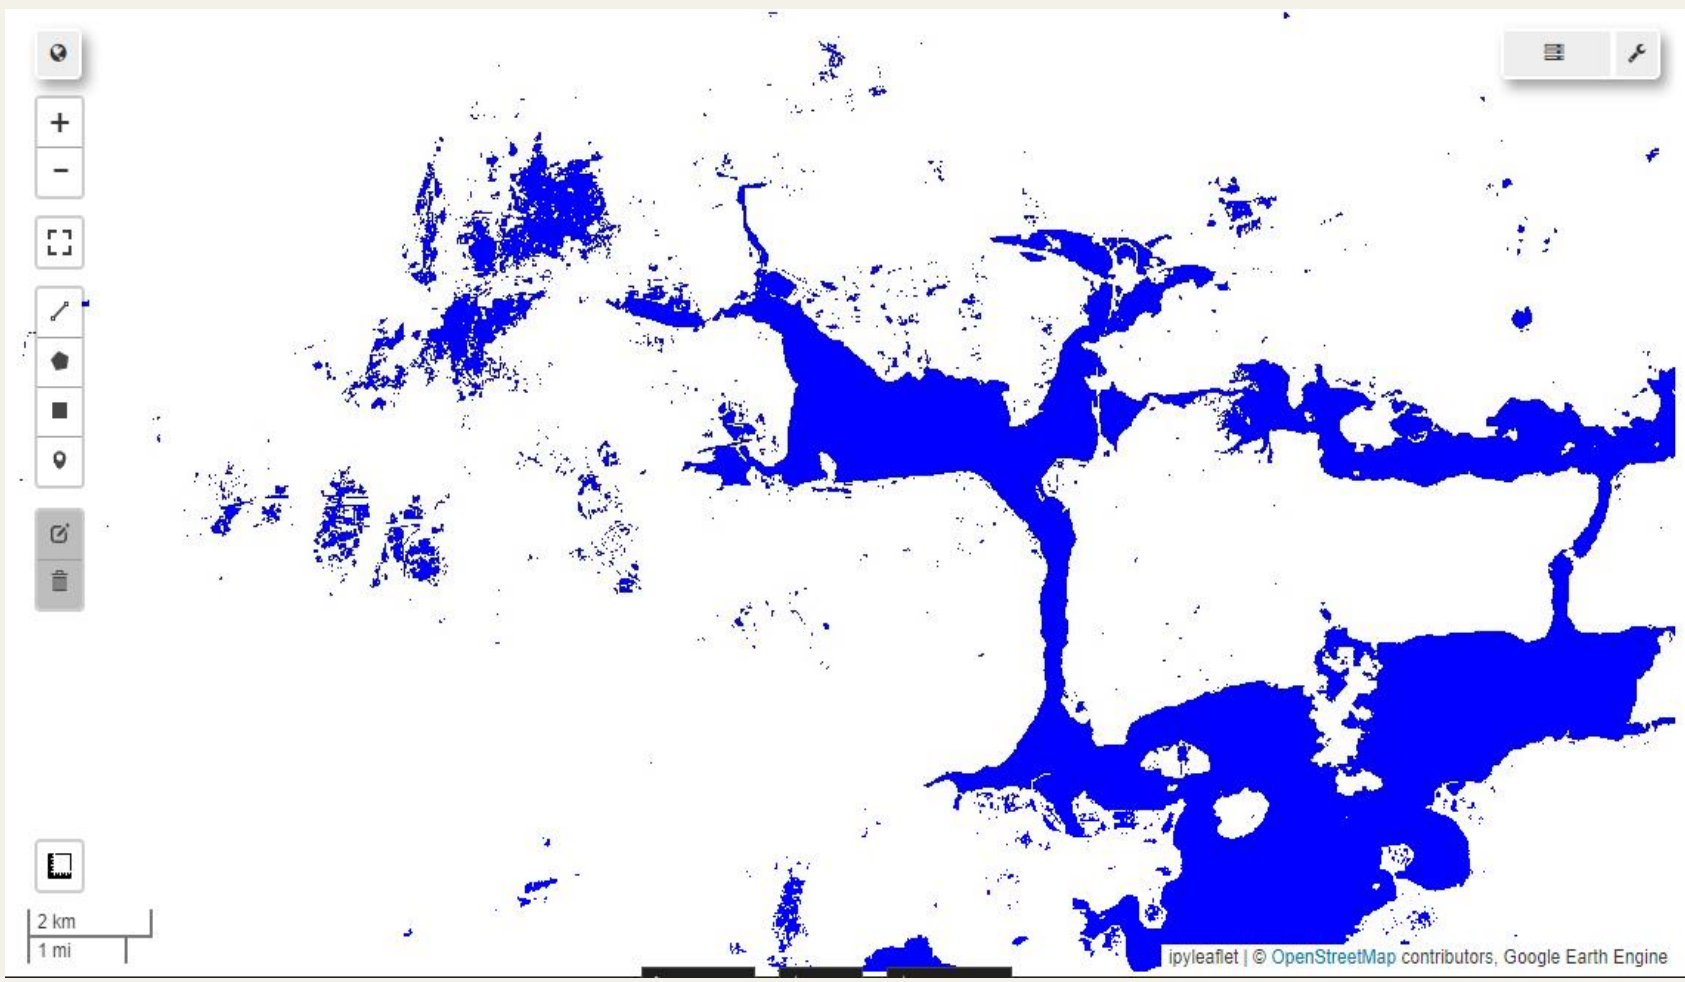 +
−
2 km
1 mi
ipyleaflet | © OpenStreetMap contributors, Google Earth Engine